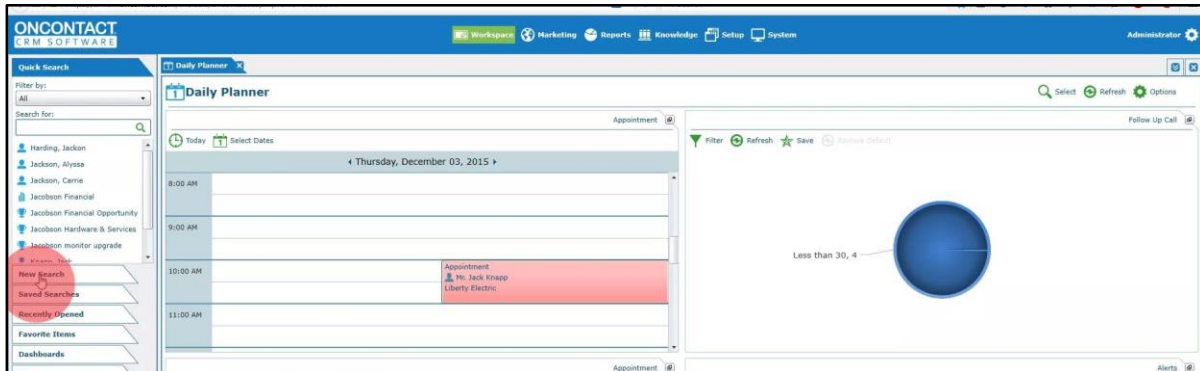 ONCONTACT
CRM SOFTWARE
Workspace Marketing Reports Knowledge Setup System
Administrator
Quick Search
Daily Planner X
Filter by:
All
Search for:
Harding, Jackon
Jackson, Alyssa
Jackson, Carrie
Jacobson Financial
Jacobson Financial Opportunity
Jacobson Hardware & Services
Jacobson monitor upgrade
Knapp, Jack
New Search
Saved Searches
Recently Opened
Favorite Items
Dashboards
1 Daily Planner
Select Refresh Options
Appointment
Today 1 Select Dates
Thursday, December 03, 2015
8:00 AM
9:00 AM
10:00 AM
Appointment
Mr. Jack Knapp
Liberty Electric
11:00 AM
Appointment
Follow Up Call
Filter Refresh Save Restore Default
Less than 30, 4
Alerts